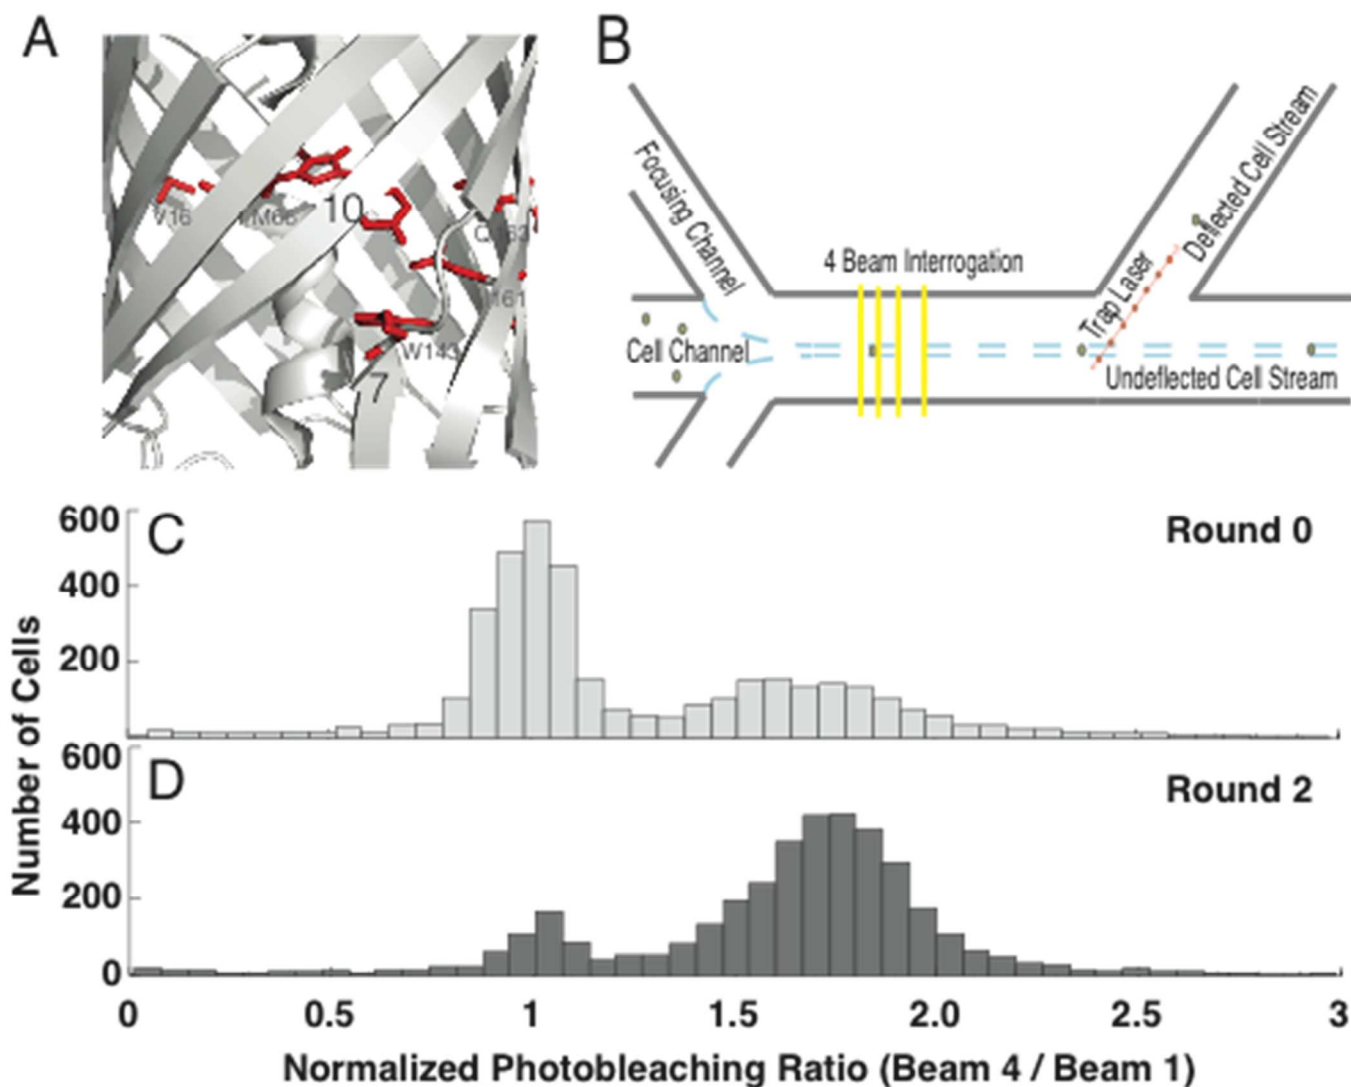 A
B
V16
M66
10
Q163
I161
W143
7
Focusing Channel
Cell Channel
4 Beam Interrogation
Trap Laser
Deflected Cell Stream
Undeflected Cell Stream
C
Round 0
600
400
200
D
Round 2
600
400
200
0
Number of Cells
0 0.5 1 1.5 2.0 2.5 3
Normalized Photobleaching Ratio (Beam 4 / Beam 1)